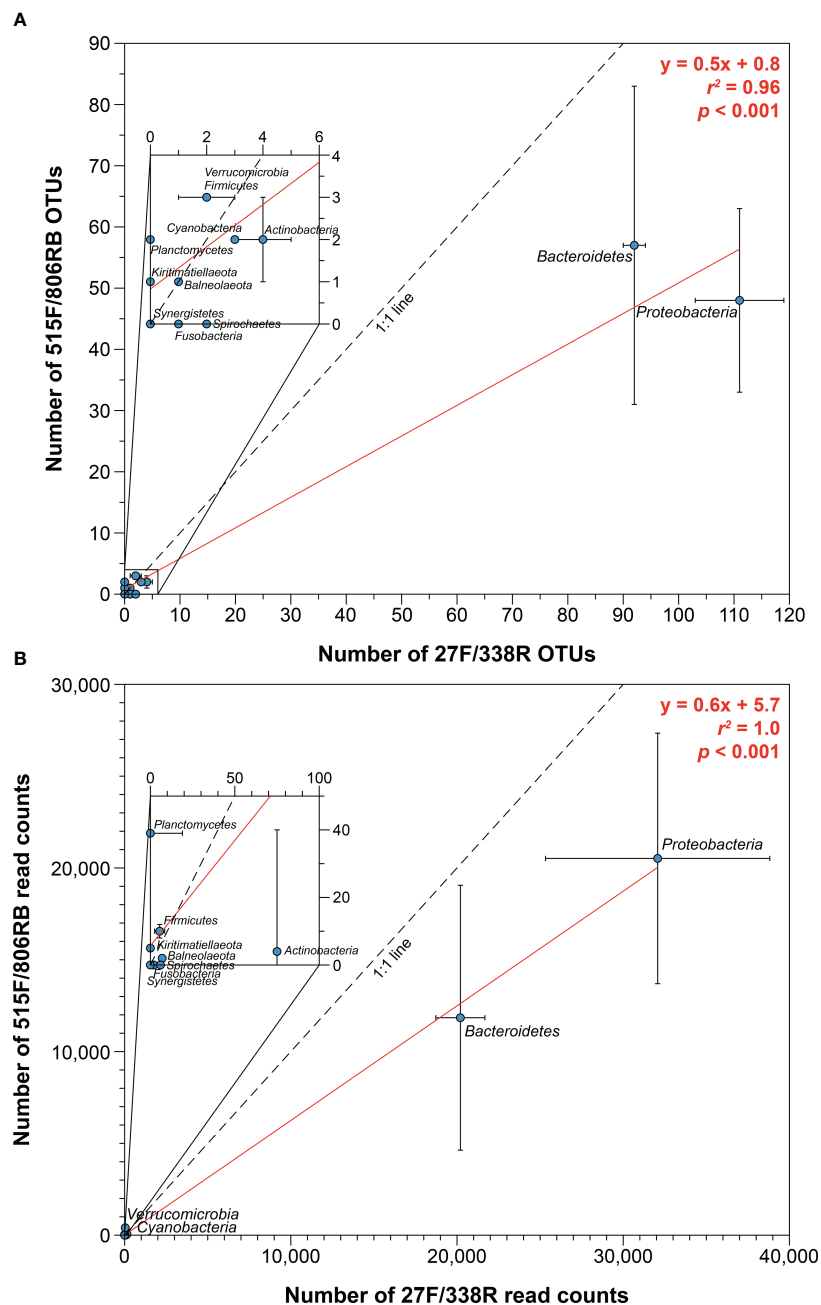 A
90
80
70
60
50
40
30
20
10
0
Number of 515F/806RB OTUs
y = 0.5x + 0.8
r² = 0.96
p < 0.001
0 2 4 6
4
3
2
1
0
Verrucomicrobia
Firmicutes
Cyanobacteria
Actinobacteria
Planctomycetes
Kiritimatiellaeota
Balneolaeota
Synergistetes
Spirochaetes
Fusobacteria
1:1 line
Bacteroidetes
Proteobacteria
0 10 20 30 40 50 60 70 80 90 100 110 120
Number of 27F/338R OTUs
B
30,000
20,000
10,000
0
Number of 515F/806RB read counts
y = 0.6x + 5.7
r² = 1.0
p < 0.001
0 50 100
40
20
0
Planctomycetes
Firmicutes
Kiritimatiellaeota
Balneolaeota
Actinobacteria
Spirochaetes
Fusobacteria
Synergistetes
1:1 line
Proteobacteria
Bacteroidetes
Verrucomicrobia
Cyanobacteria
0 10,000 20,000 30,000 40,000
Number of 27F/338R read counts